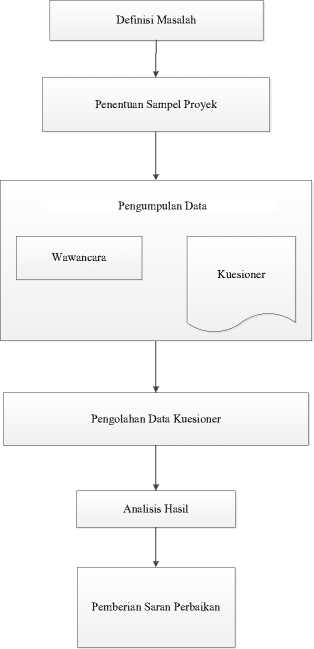 Definisi Masalah
Penentuan Sampel Proyek
Pengumpulan Data
Wawancara
Kuesioner
Pengolahan Data Kuesioner
Analisis Hasil
Pemberian Saran Perbaikan